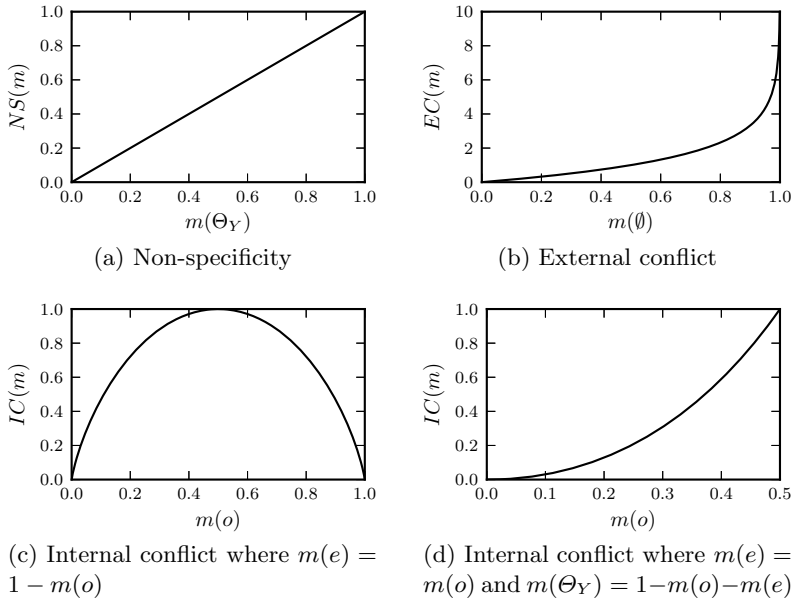 NS(m)
1.0
0.8
0.6
0.4
0.2
0.0
0.0 0.2 0.4 0.6 0.8 1.0
m(Θ_Y)
(a) Non-specificity
EC(m)
10
8
6
4
2
0
0.0 0.2 0.4 0.6 0.8 1.0
m(∅)
(b) External conflict
IC(m)
1.0
0.8
0.6
0.4
0.2
0.0
0.0 0.2 0.4 0.6 0.8 1.0
m(o)
(c) Internal conflict where m(e) =
1 − m(o)
IC(m)
1.0
0.8
0.6
0.4
0.2
0.0
0.0 0.1 0.2 0.3 0.4 0.5
m(o)
(d) Internal conflict where m(e) =
m(o) and m(Θ_Y) = 1−m(o)−m(e)